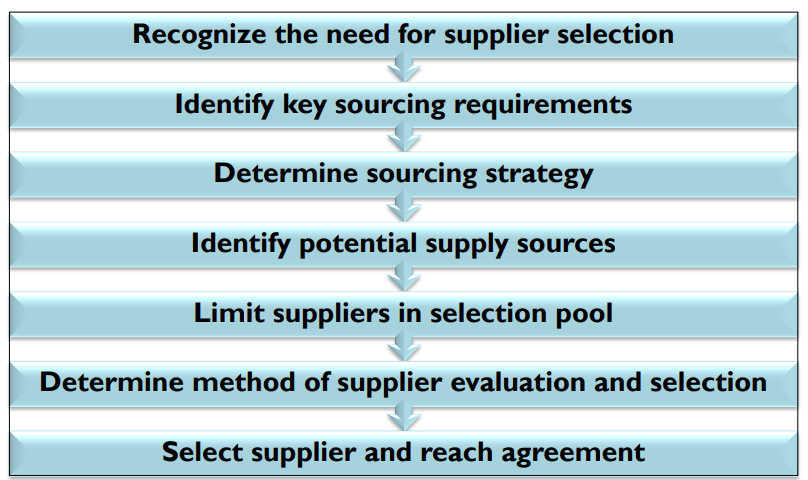 Recognize the need for supplier selection
Identify key sourcing requirements
Determine sourcing strategy
Identify potential supply sources
Limit suppliers in selection pool
Determine method of supplier evaluation and selection
Select supplier and reach agreement